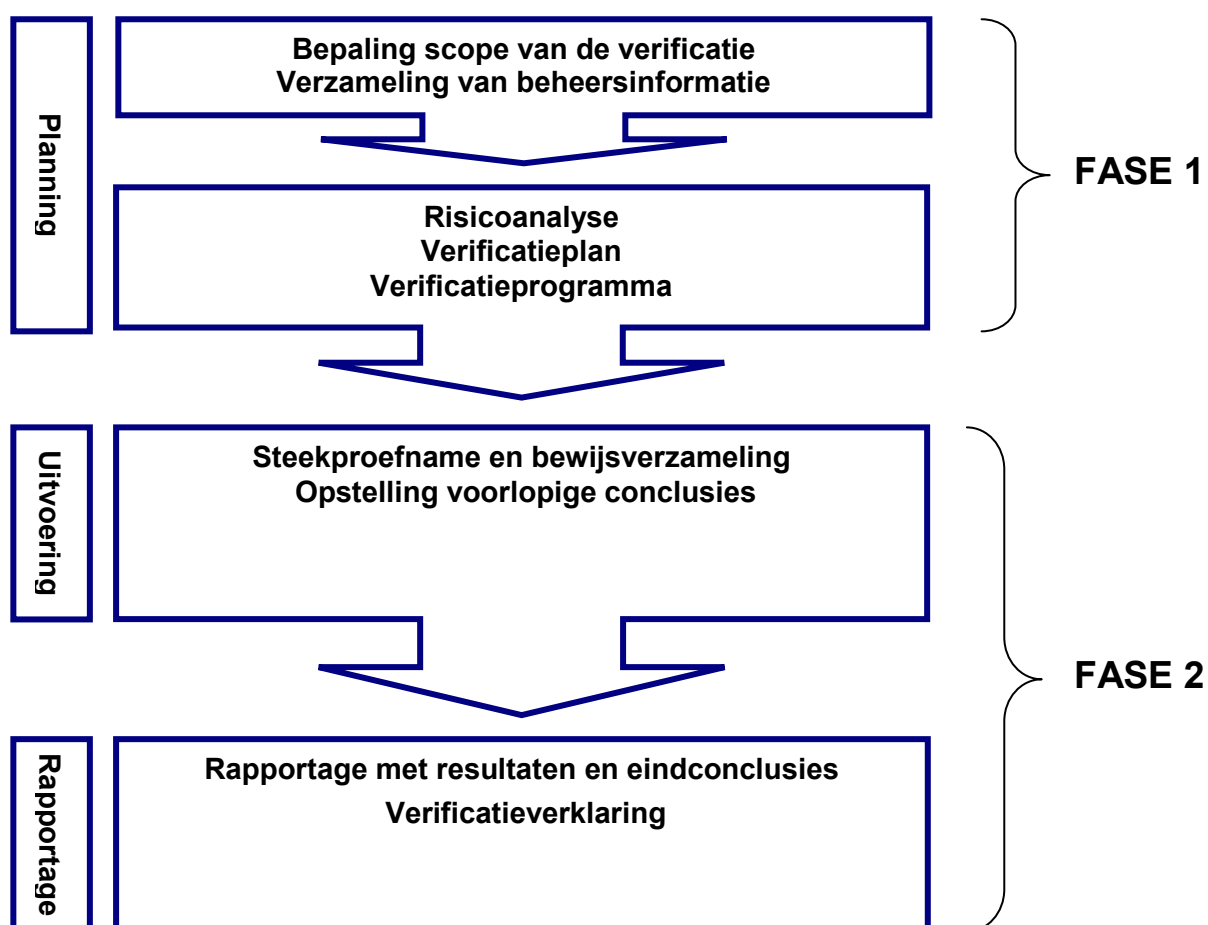 Planning
Bepaling scope van de verificatie
Verzameling van beheersinformatie
Risicoanalyse
Verificatieplan
Verificatieprogramma
FASE 1
Uitvoering
Steekproefname en bewijsverzameling
Opstelling voorlopige conclusies
FASE 2
Rapportage
Rapportage met resultaten en eindconclusies
Verificatieverklaring